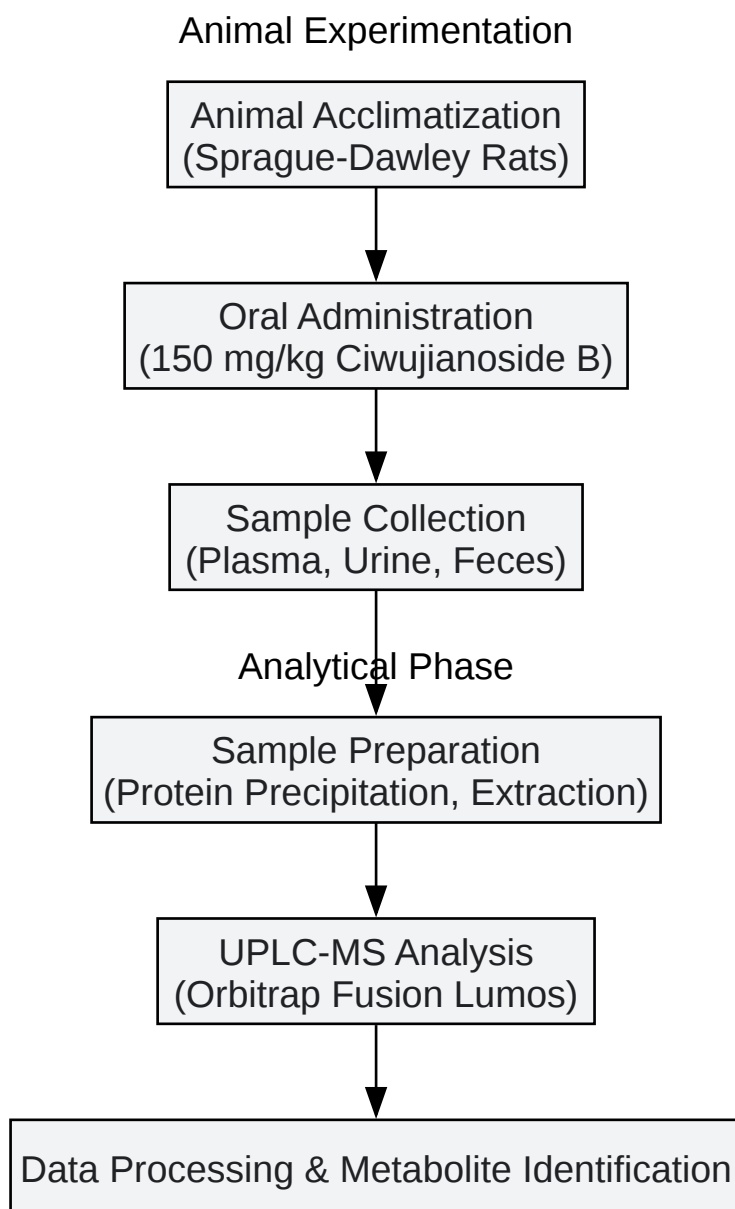 Animal Experimentation
Animal Acclimatization
(Sprague-Dawley Rats)
Oral Administration
(150 mg/kg Ciwujianoside B)
Sample Collection
(Plasma, Urine, Feces)
Analytical Phase
Sample Preparation
(Protein Precipitation, Extraction)
UPLC-MS Analysis
(Orbitrap Fusion Lumos)
Data Processing & Metabolite Identification